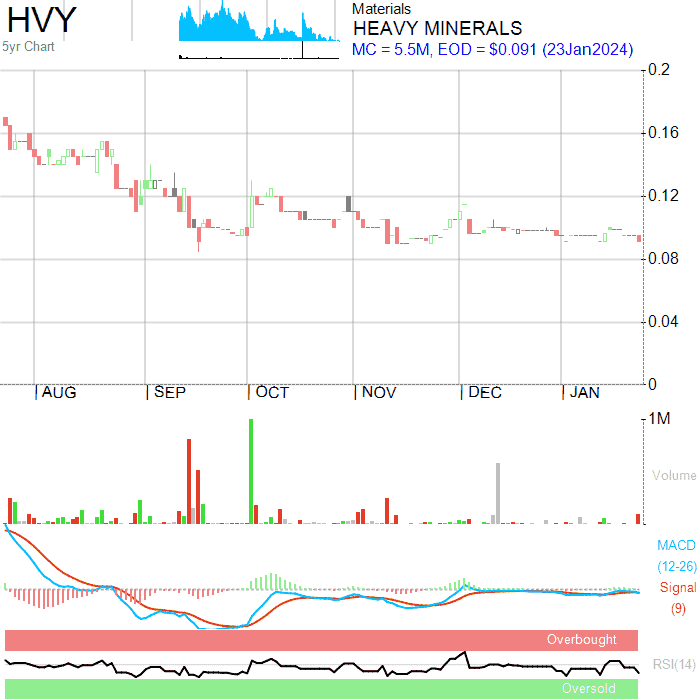 HVY
5yr Chart
Materials
HEAVY MINERALS
MC = 5.5M, EOD = $0.091 (23Jan2024)
0.2
0.16
0.12
0.08
0.04
0
AUG SEP OCT NOV DEC JAN
1M
Volume
MACD
(12-26)
Signal
(9)
Overbought
RSI(14)
Oversold